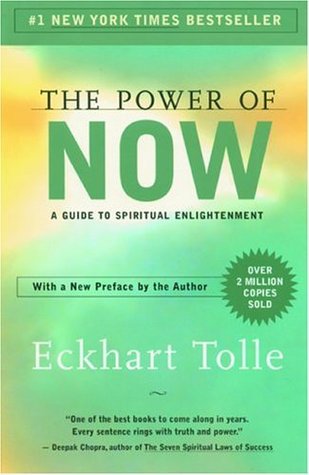 #1 NEW YORK TIMES BESTSELLER
THE POWER OF
NOW
A GUIDE TO SPIRITUAL ENLIGHTENMENT
With a New Preface by the Author
OVER
2 MILLION
COPIES
SOLD
Eckhart Tolle
"One of the best books to come along in years.
Every sentence rings with truth and power."
— Deepak Chopra, author of The Seven Spiritual Laws of Success